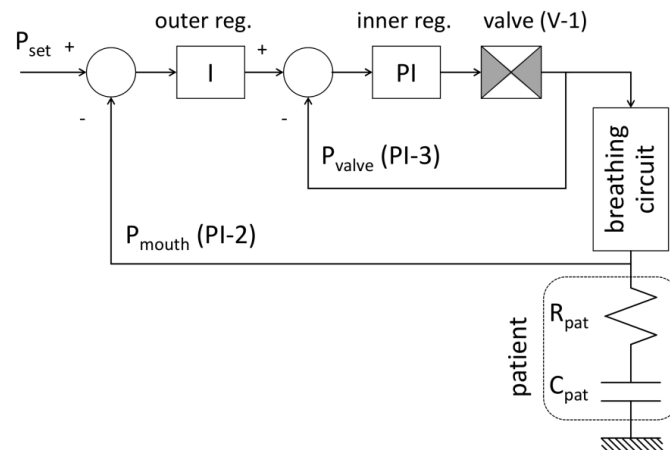 outer reg.
inner reg.
valve (V-1)
P_set
+
+
I
PI
-
-
P_valve (PI-3)
breathing
circuit
P_mouth (PI-2)
R_pat
patient
C_pat